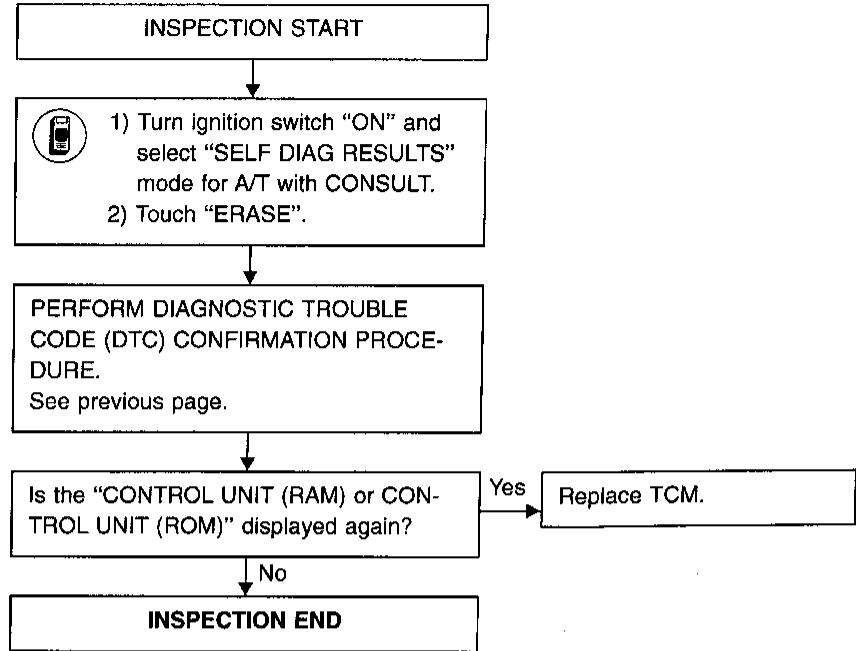 INSPECTION START
1) Turn ignition switch “ON” and
select “SELF DIAG RESULTS”
mode for A/T with CONSULT.
2) Touch “ERASE”.
PERFORM DIAGNOSTIC TROUBLE
CODE (DTC) CONFIRMATION PROCE-
DURE.
See previous page.
Is the “CONTROL UNIT (RAM) or CON-
TROL UNIT (ROM)” displayed again?
Yes
Replace TCM.
No
INSPECTION END